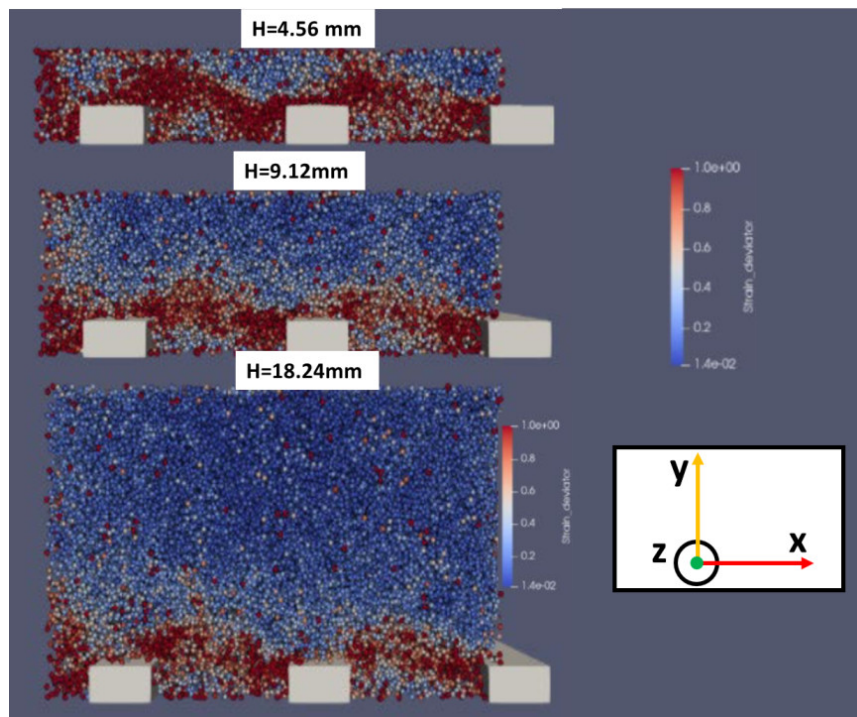 H=4.56 mm
H=9.12mm
1.0e+00
0.8
0.6
0.4
0.2
1.4e-02
Strain_deviator
H=18.24mm
1.0e+00
0.8
0.6
0.4
0.2
1.4e-02
Strain_deviator
y
z
x